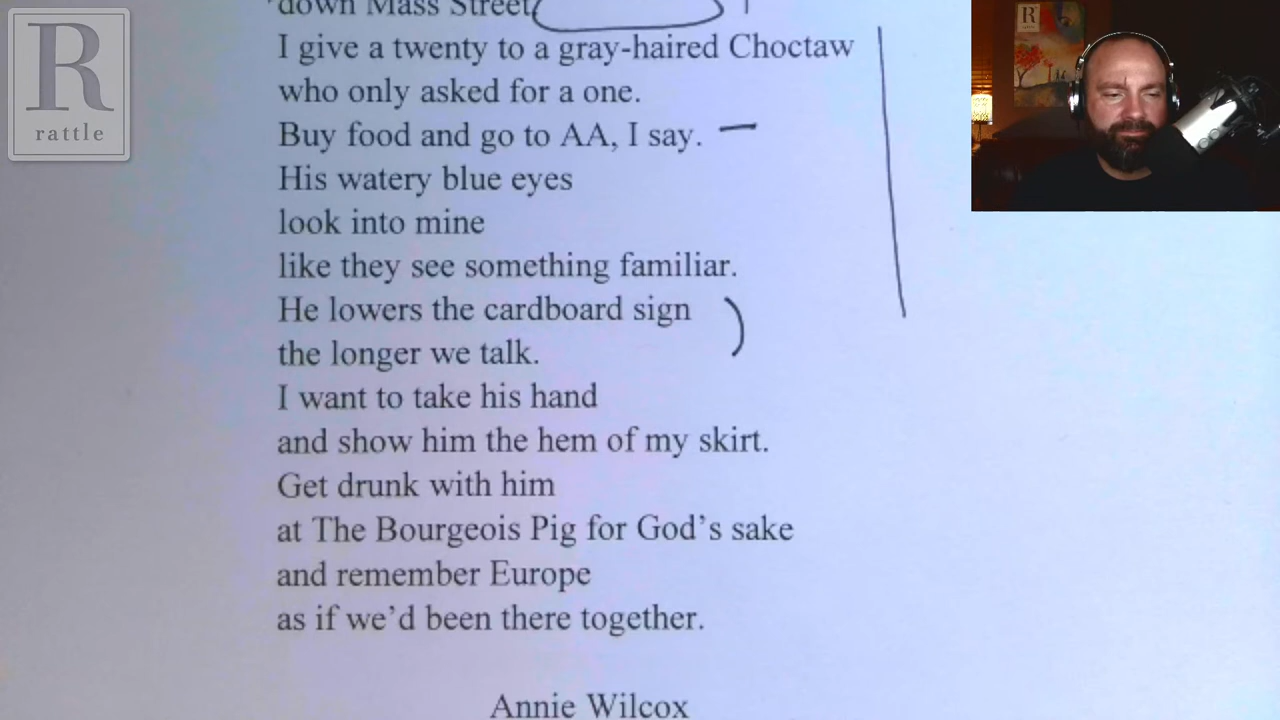 R
rattle
down Mass Street
I give a twenty to a gray-haired Choctaw
who only asked for a one.
Buy food and go to AA, I say.
His watery blue eyes
look into mine
like they see something familiar.
He lowers the cardboard sign
the longer we talk.
I want to take his hand
and show him the hem of my skirt.
Get drunk with him
at The Bourgeois Pig for God's sake
and remember Europe
as if we'd been there together.
Annie Wilcox